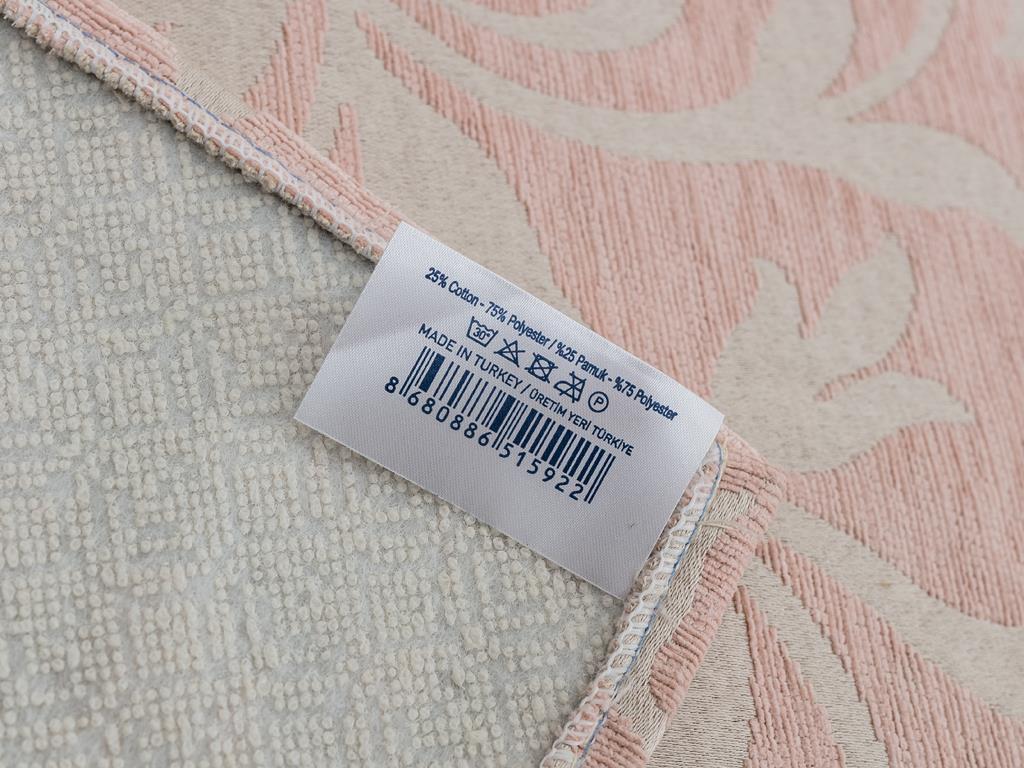 25% Cotton - 75% Polyester / %25 Pamuk - %75 Polyester
30° P
MADE IN TURKEY / ÜRETİM YERİ TÜRKİYE
8 680886 515922